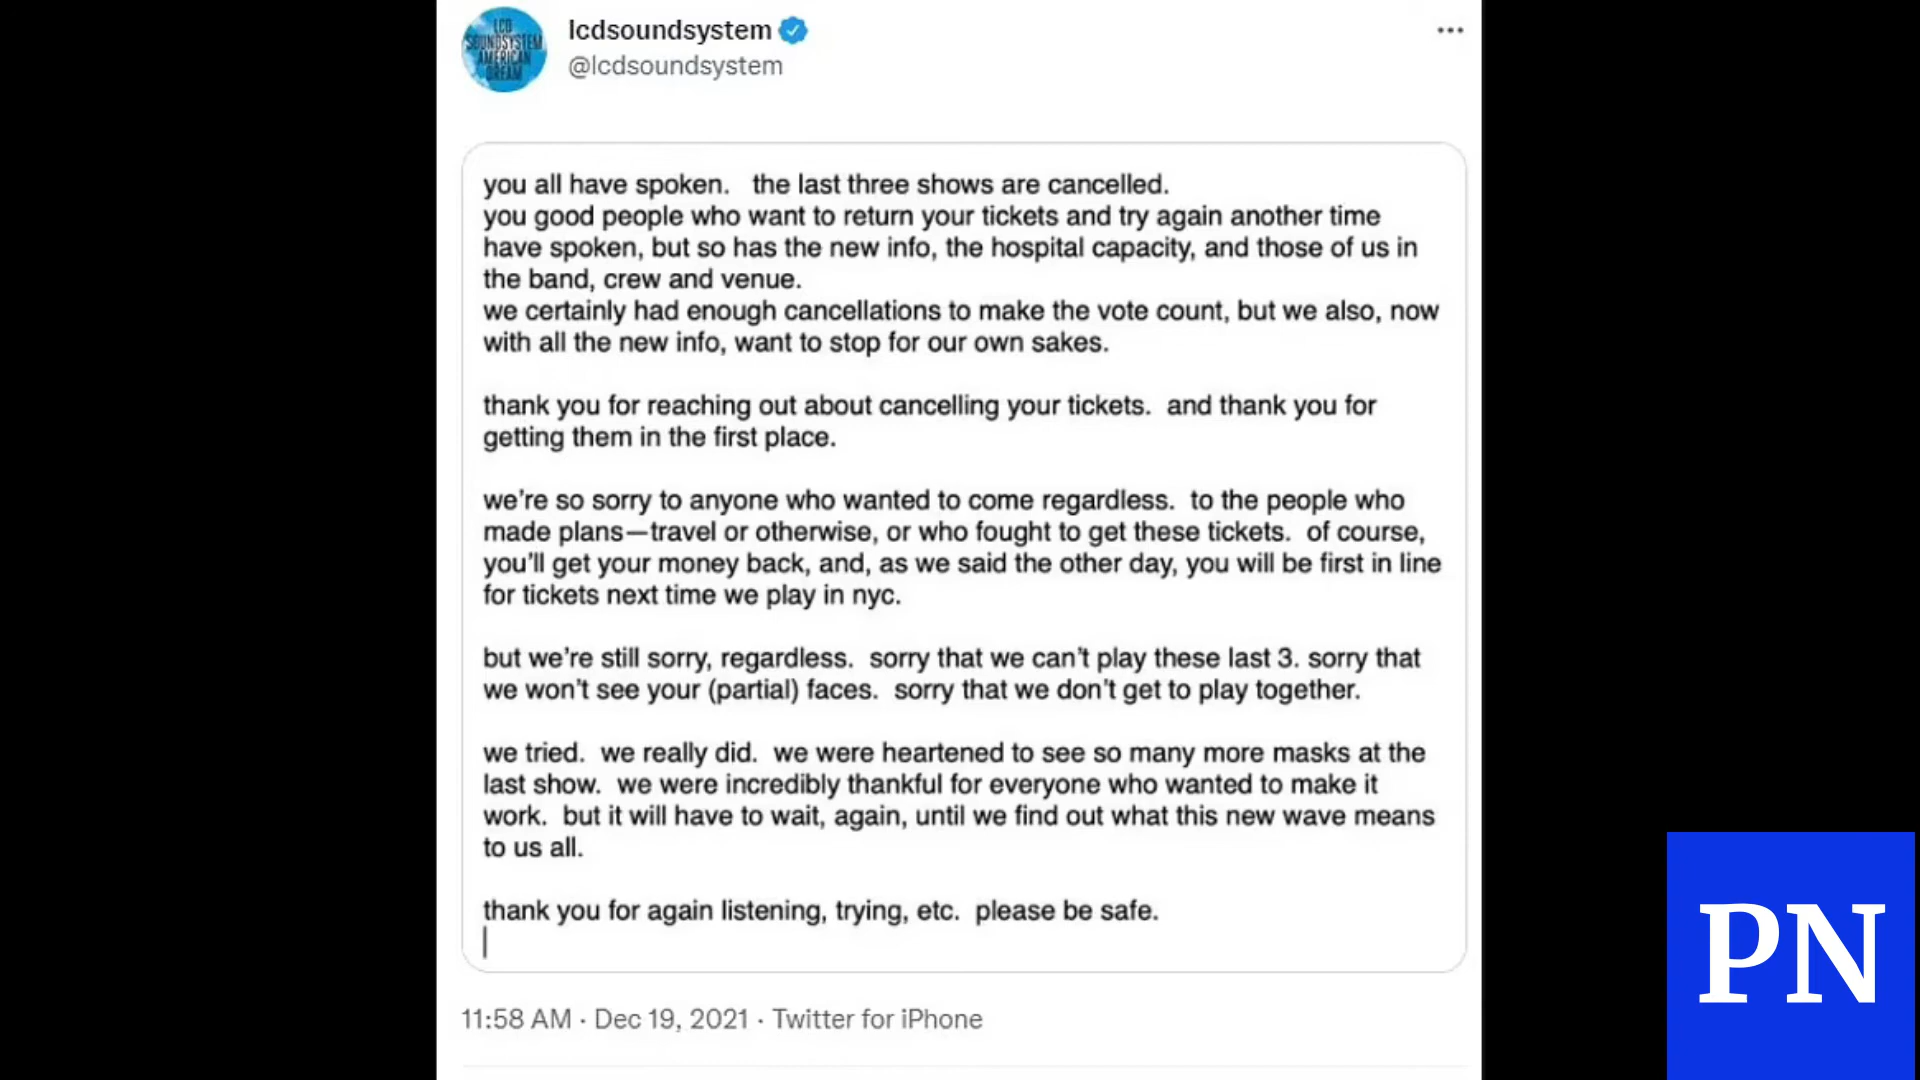 LCD
SOUNDSYSTEM
AMERICAN
DREAM
lcdsoundsystem
@lcdsoundsystem
you all have spoken.   the last three shows are cancelled.
you good people who want to return your tickets and try again another time
have spoken, but so has the new info, the hospital capacity, and those of us in
the band, crew and venue.
we certainly had enough cancellations to make the vote count, but we also, now
with all the new info, want to stop for our own sakes.
thank you for reaching out about cancelling your tickets.  and thank you for
getting them in the first place.
we're so sorry to anyone who wanted to come regardless.  to the people who
made plans—travel or otherwise, or who fought to get these tickets.  of course,
you'll get your money back, and, as we said the other day, you will be first in line
for tickets next time we play in nyc.
but we're still sorry, regardless.  sorry that we can't play these last 3. sorry that
we won't see your (partial) faces.  sorry that we don't get to play together.
we tried.  we really did.  we were heartened to see so many more masks at the
last show.  we were incredibly thankful for everyone who wanted to make it
work.  but it will have to wait, again, until we find out what this new wave means
to us all.
thank you for again listening, trying, etc.  please be safe.
11:58 AM · Dec 19, 2021 · Twitter for iPhone
PN